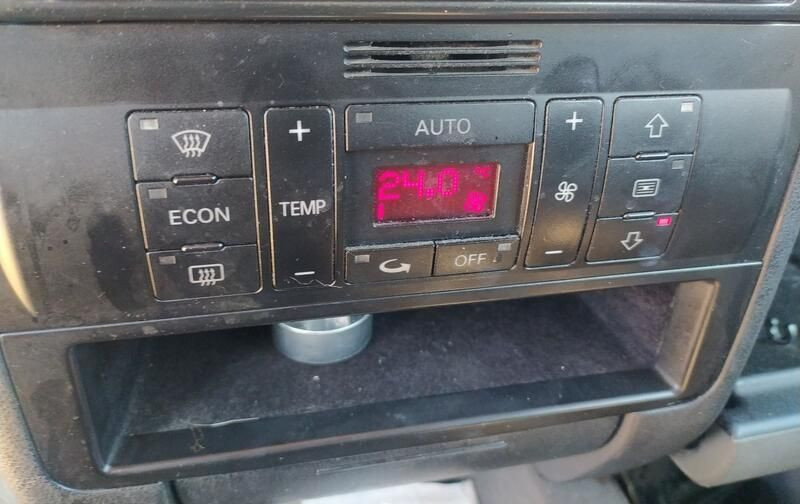 AUTO
ECON
TEMP
+
-
24.0
+
-
OFF